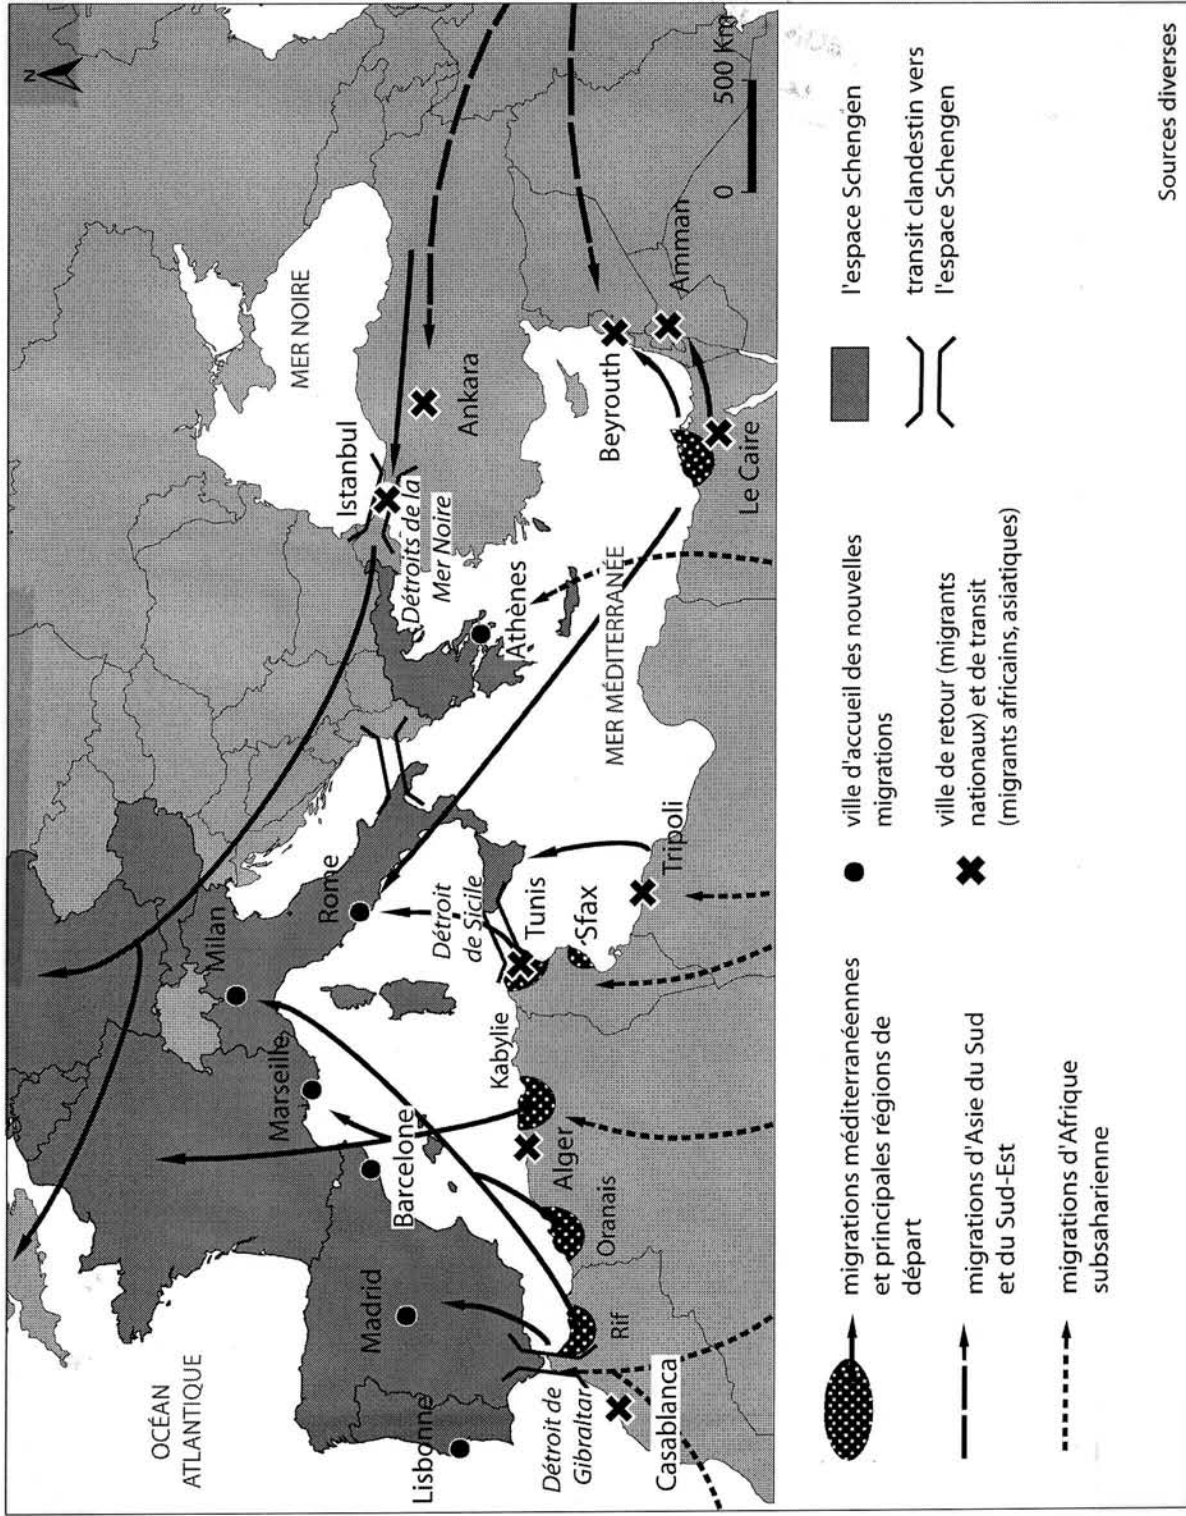 N
OCÉAN
ATLANTIQUE
MER NOIRE
Milan
Marseille
Rome
Istanbul
Détroits de la
Mer Noire
Ankara
Madrid
Barcelone
Lisbonne
Athènes
Détroit
de Sicile
Kabylie
Tunis
Sfax
Alger
Oranais
Rif
Détroit de
Gibraltar
Casablanca
Tripoli
MER MÉDITERRANÉE
Beyrouth
Amman
Le Caire
0
500 Km
migrations méditerranéennes
et principales régions de
départ
migrations d'Asie du Sud
et du Sud-Est
migrations d'Afrique
subsaharienne
ville d'accueil des nouvelles
migrations
ville de retour (migrants
nationaux) et de transit
(migrants africains, asiatiques)
l'espace Schengen
transit clandestin vers
l'espace Schengen
Sources diverses